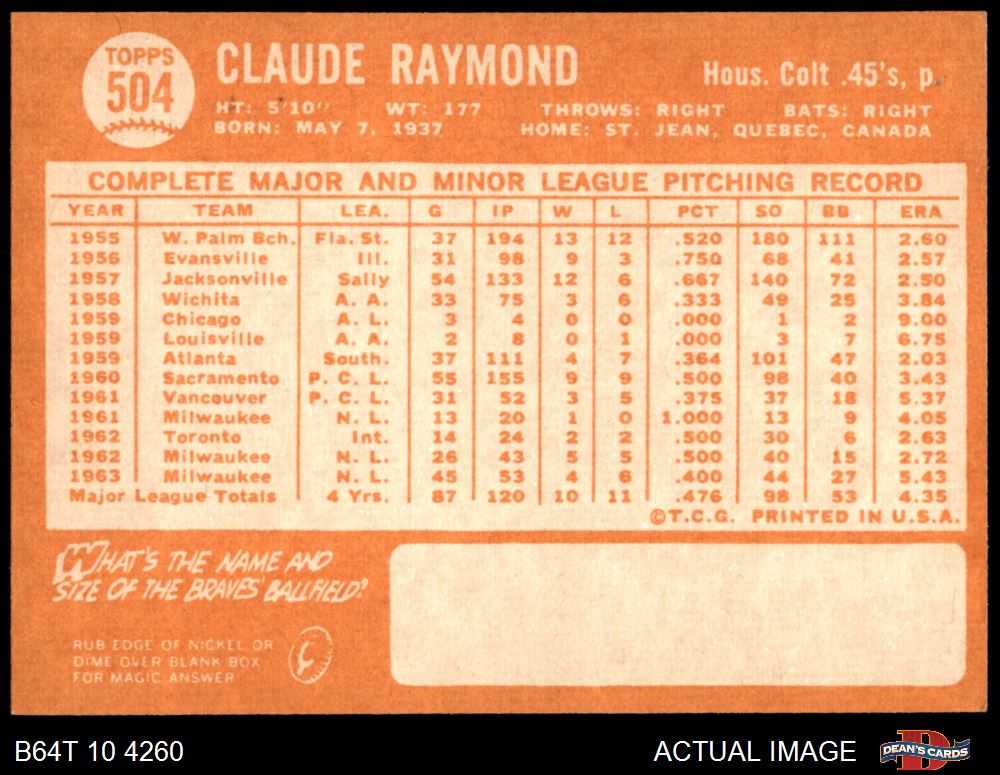 TOPPS
504
CLAUDE RAYMOND
Hous. Colt .45's, p.
HT: 5'10" WT: 177 THROWS: RIGHT BATS: RIGHT
BORN: MAY 7, 1937 HOME: ST. JEAN, QUEBEC, CANADA
COMPLETE MAJOR AND MINOR LEAGUE PITCHING RECORD
YEAR TEAM LEA. G IP W L PCT SO BB ERA
1955 W. Palm Bch. Fla. St. 37 194 13 12 .520 180 111 2.60
1956 Evansville Ill. 31 98 9 3 .750 68 41 2.57
1957 Jacksonville Sally 54 133 12 6 .667 140 72 2.50
1958 Wichita A. A. 33 75 3 6 .333 49 25 3.84
1959 Chicago A. L. 3 4 0 0 .000 1 2 9.00
1959 Louisville A. A. 2 8 0 1 .000 3 7 6.75
1959 Atlanta South. 37 111 4 7 .364 101 47 2.03
1960 Sacramento P. C. L. 55 155 9 9 .500 98 40 3.43
1961 Vancouver P. C. L. 31 52 3 5 .375 37 18 5.37
1961 Milwaukee N. L. 13 20 1 0 1.000 13 9 4.05
1962 Toronto Int. 14 24 2 2 .500 30 6 2.63
1962 Milwaukee N. L. 26 43 5 5 .500 40 15 2.72
1963 Milwaukee N. L. 45 53 4 6 .400 44 27 5.43
Major League Totals 4 Yrs. 87 120 10 11 .476 98 53 4.35
©T.C.G. PRINTED IN U.S.A.
WHAT'S THE NAME AND
SIZE OF THE BRAVES' BALLFIELD?
RUB EDGE OF NICKEL OR
DIME OVER BLANK BOX
FOR MAGIC ANSWER
B64T 10 4260
ACTUAL IMAGE
D
DEAN'S CARDS